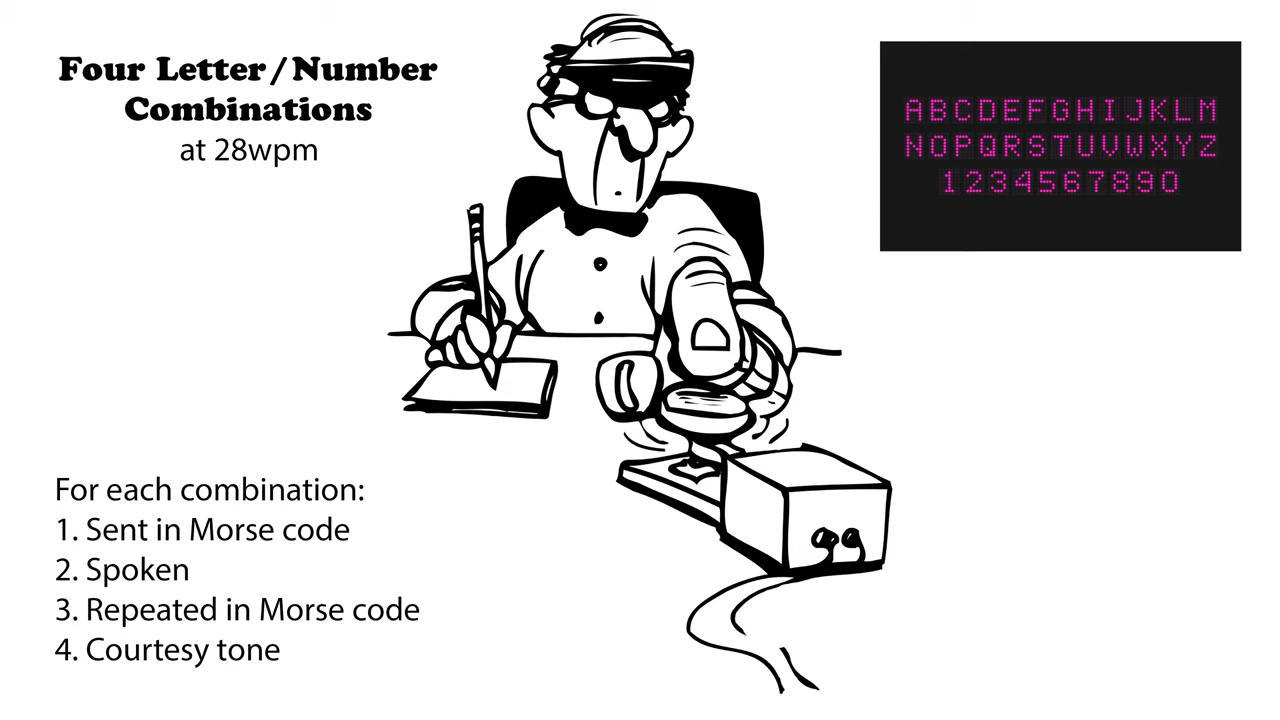 Four Letter/Number
Combinations
at 28wpm
ABCDEFGHIJKLM
NOPQRSTUVWXYZ
1234567890
For each combination:
1. Sent in Morse code
2. Spoken
3. Repeated in Morse code
4. Courtesy tone